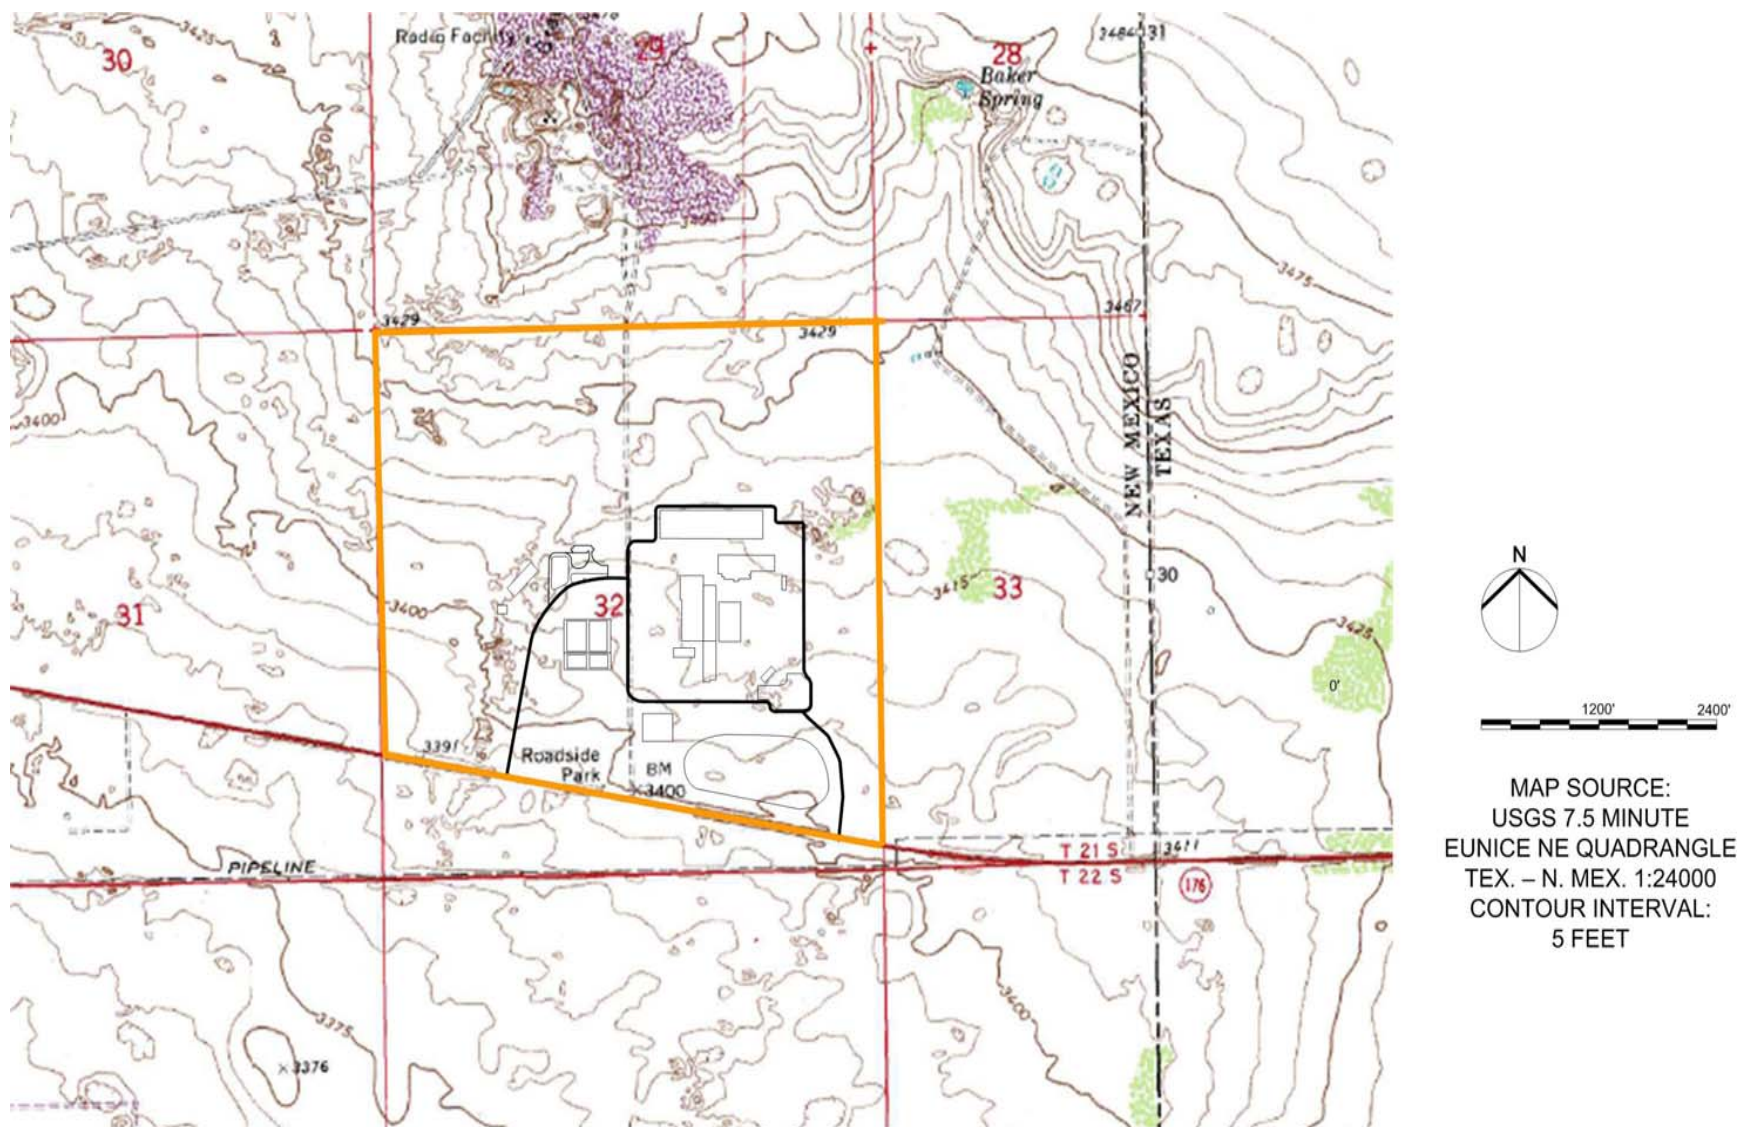 3425
Radio Facility
29
30
3484
31
28
Baker
Spring
3475
3429
3429
3467
NEW MEXICO
TEXAS
3400
N
30
3415
33
3400
32
31
3425
0'
1200'
2400'
3391
Roadside
Park
BM
3400
MAP SOURCE:
USGS 7.5 MINUTE
EUNICE NE QUADRANGLE
TEX. – N. MEX. 1:24000
CONTOUR INTERVAL:
5 FEET
T 21 S
3411
PIPELINE
T 22 S
176
3400
3375
3376